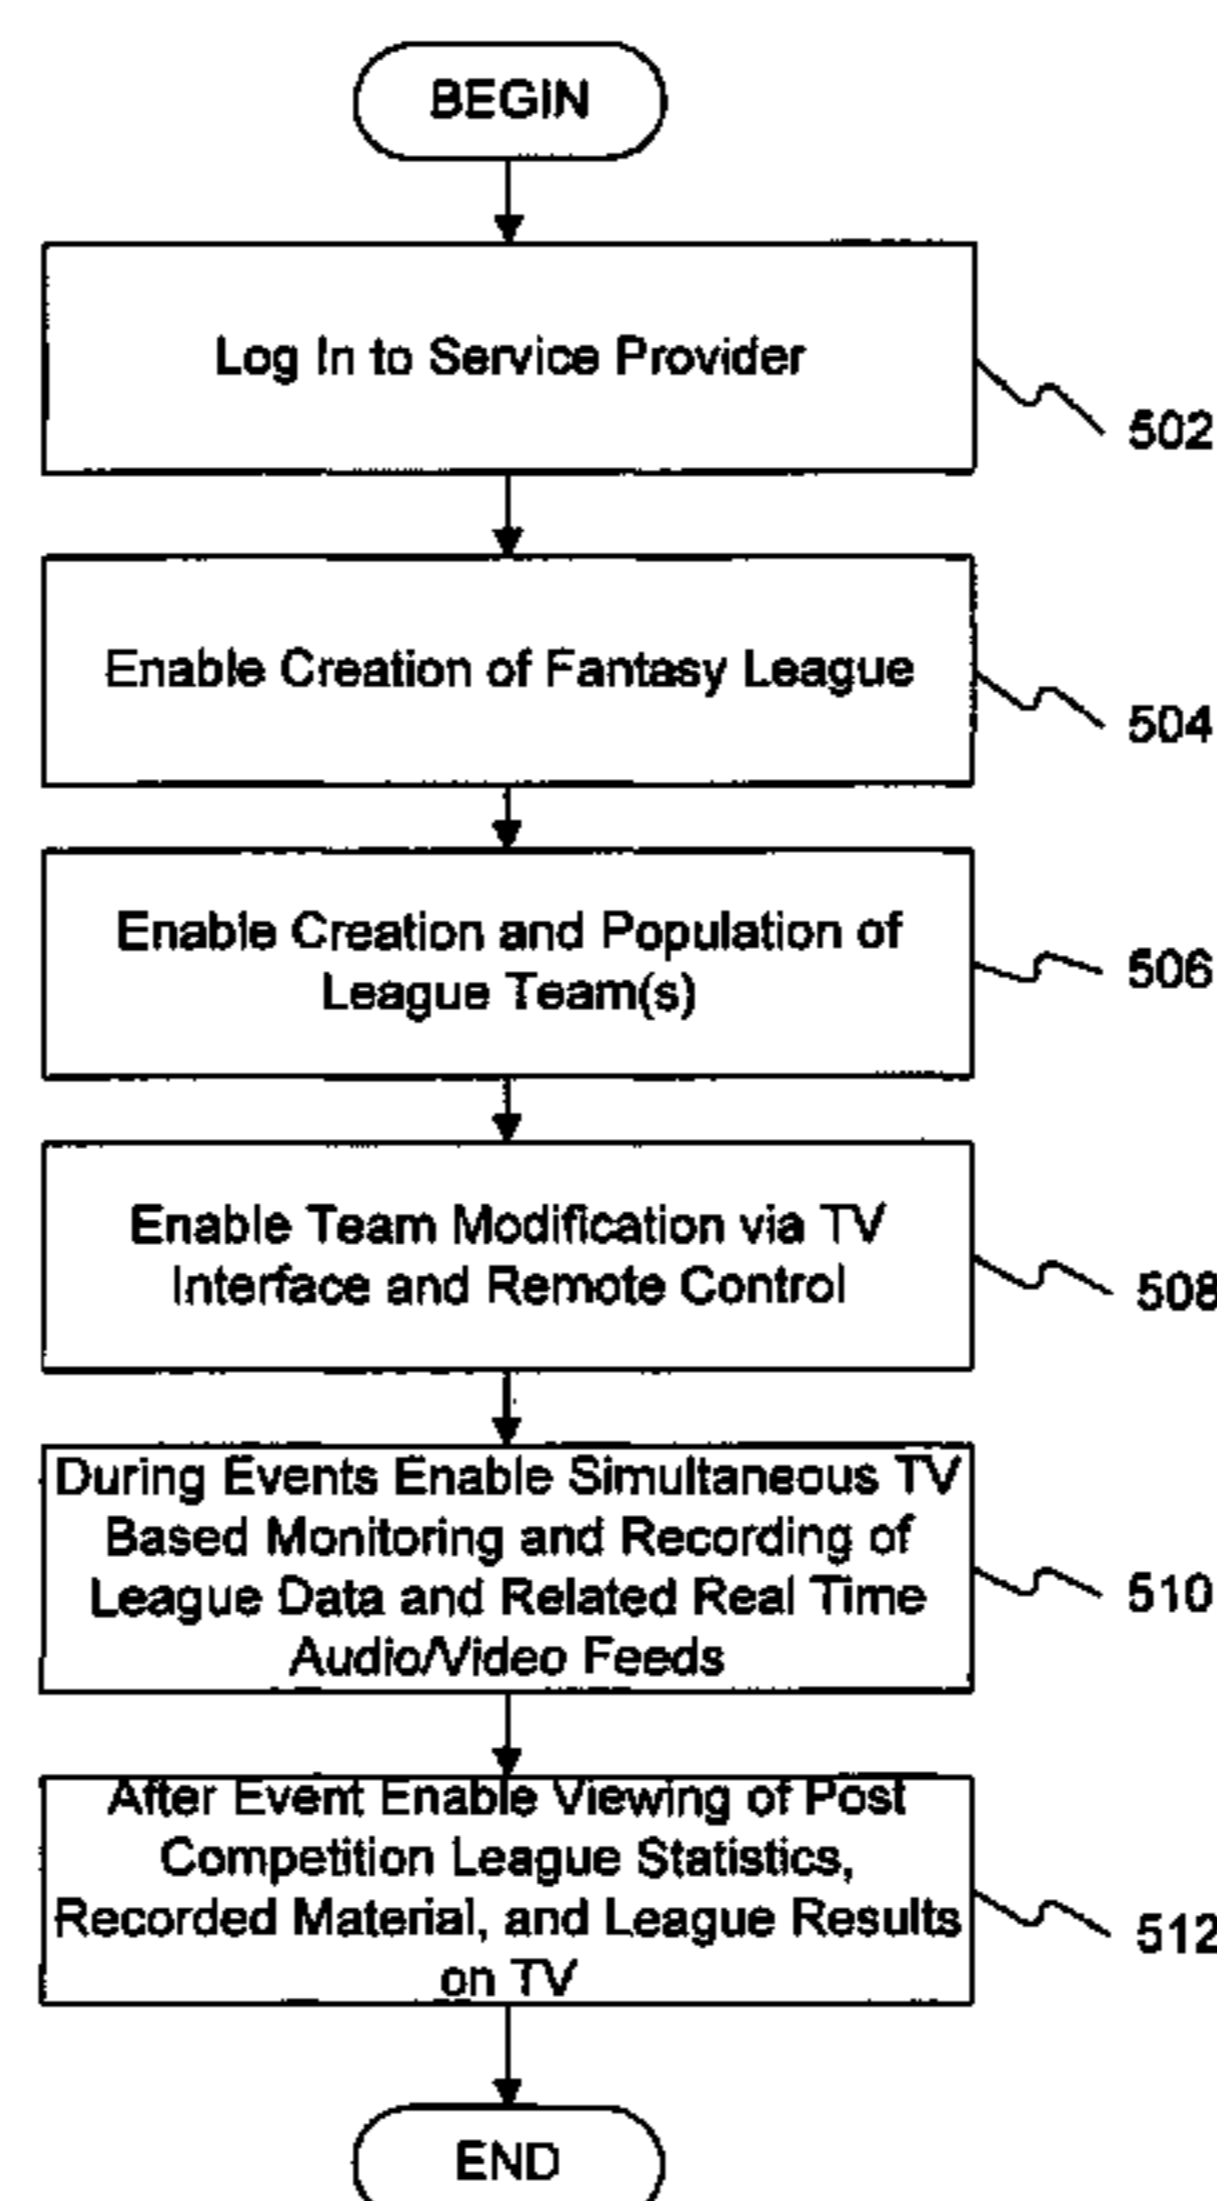 BEGIN
Log In to Service Provider
502
Enable Creation of Fantasy League
504
Enable Creation and Population of
League Team(s)
506
Enable Team Modification via TV
Interface and Remote Control
508
During Events Enable Simultaneous TV
Based Monitoring and Recording of
League Data and Related Real Time
Audio/Video Feeds
510
After Event Enable Viewing of Post
Competition League Statistics,
Recorded Material, and League Results
on TV
512
END